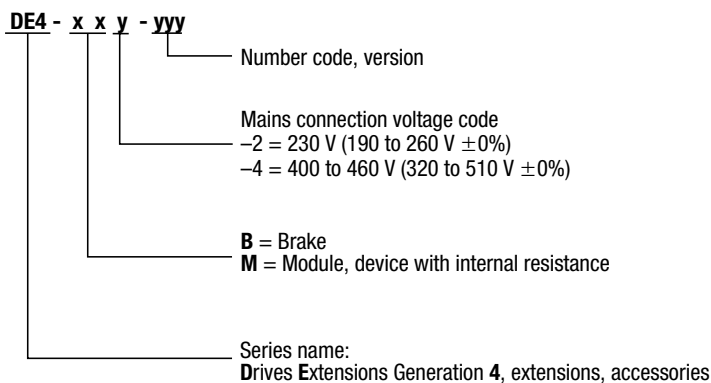 DE4 - x x y - yyy
Number code, version
Mains connection voltage code
–2 = 230 V (190 to 260 V ±0%)
–4 = 400 to 460 V (320 to 510 V ±0%)
B = Brake
M = Module, device with internal resistance
Series name:
Drives Extensions Generation 4, extensions, accessories